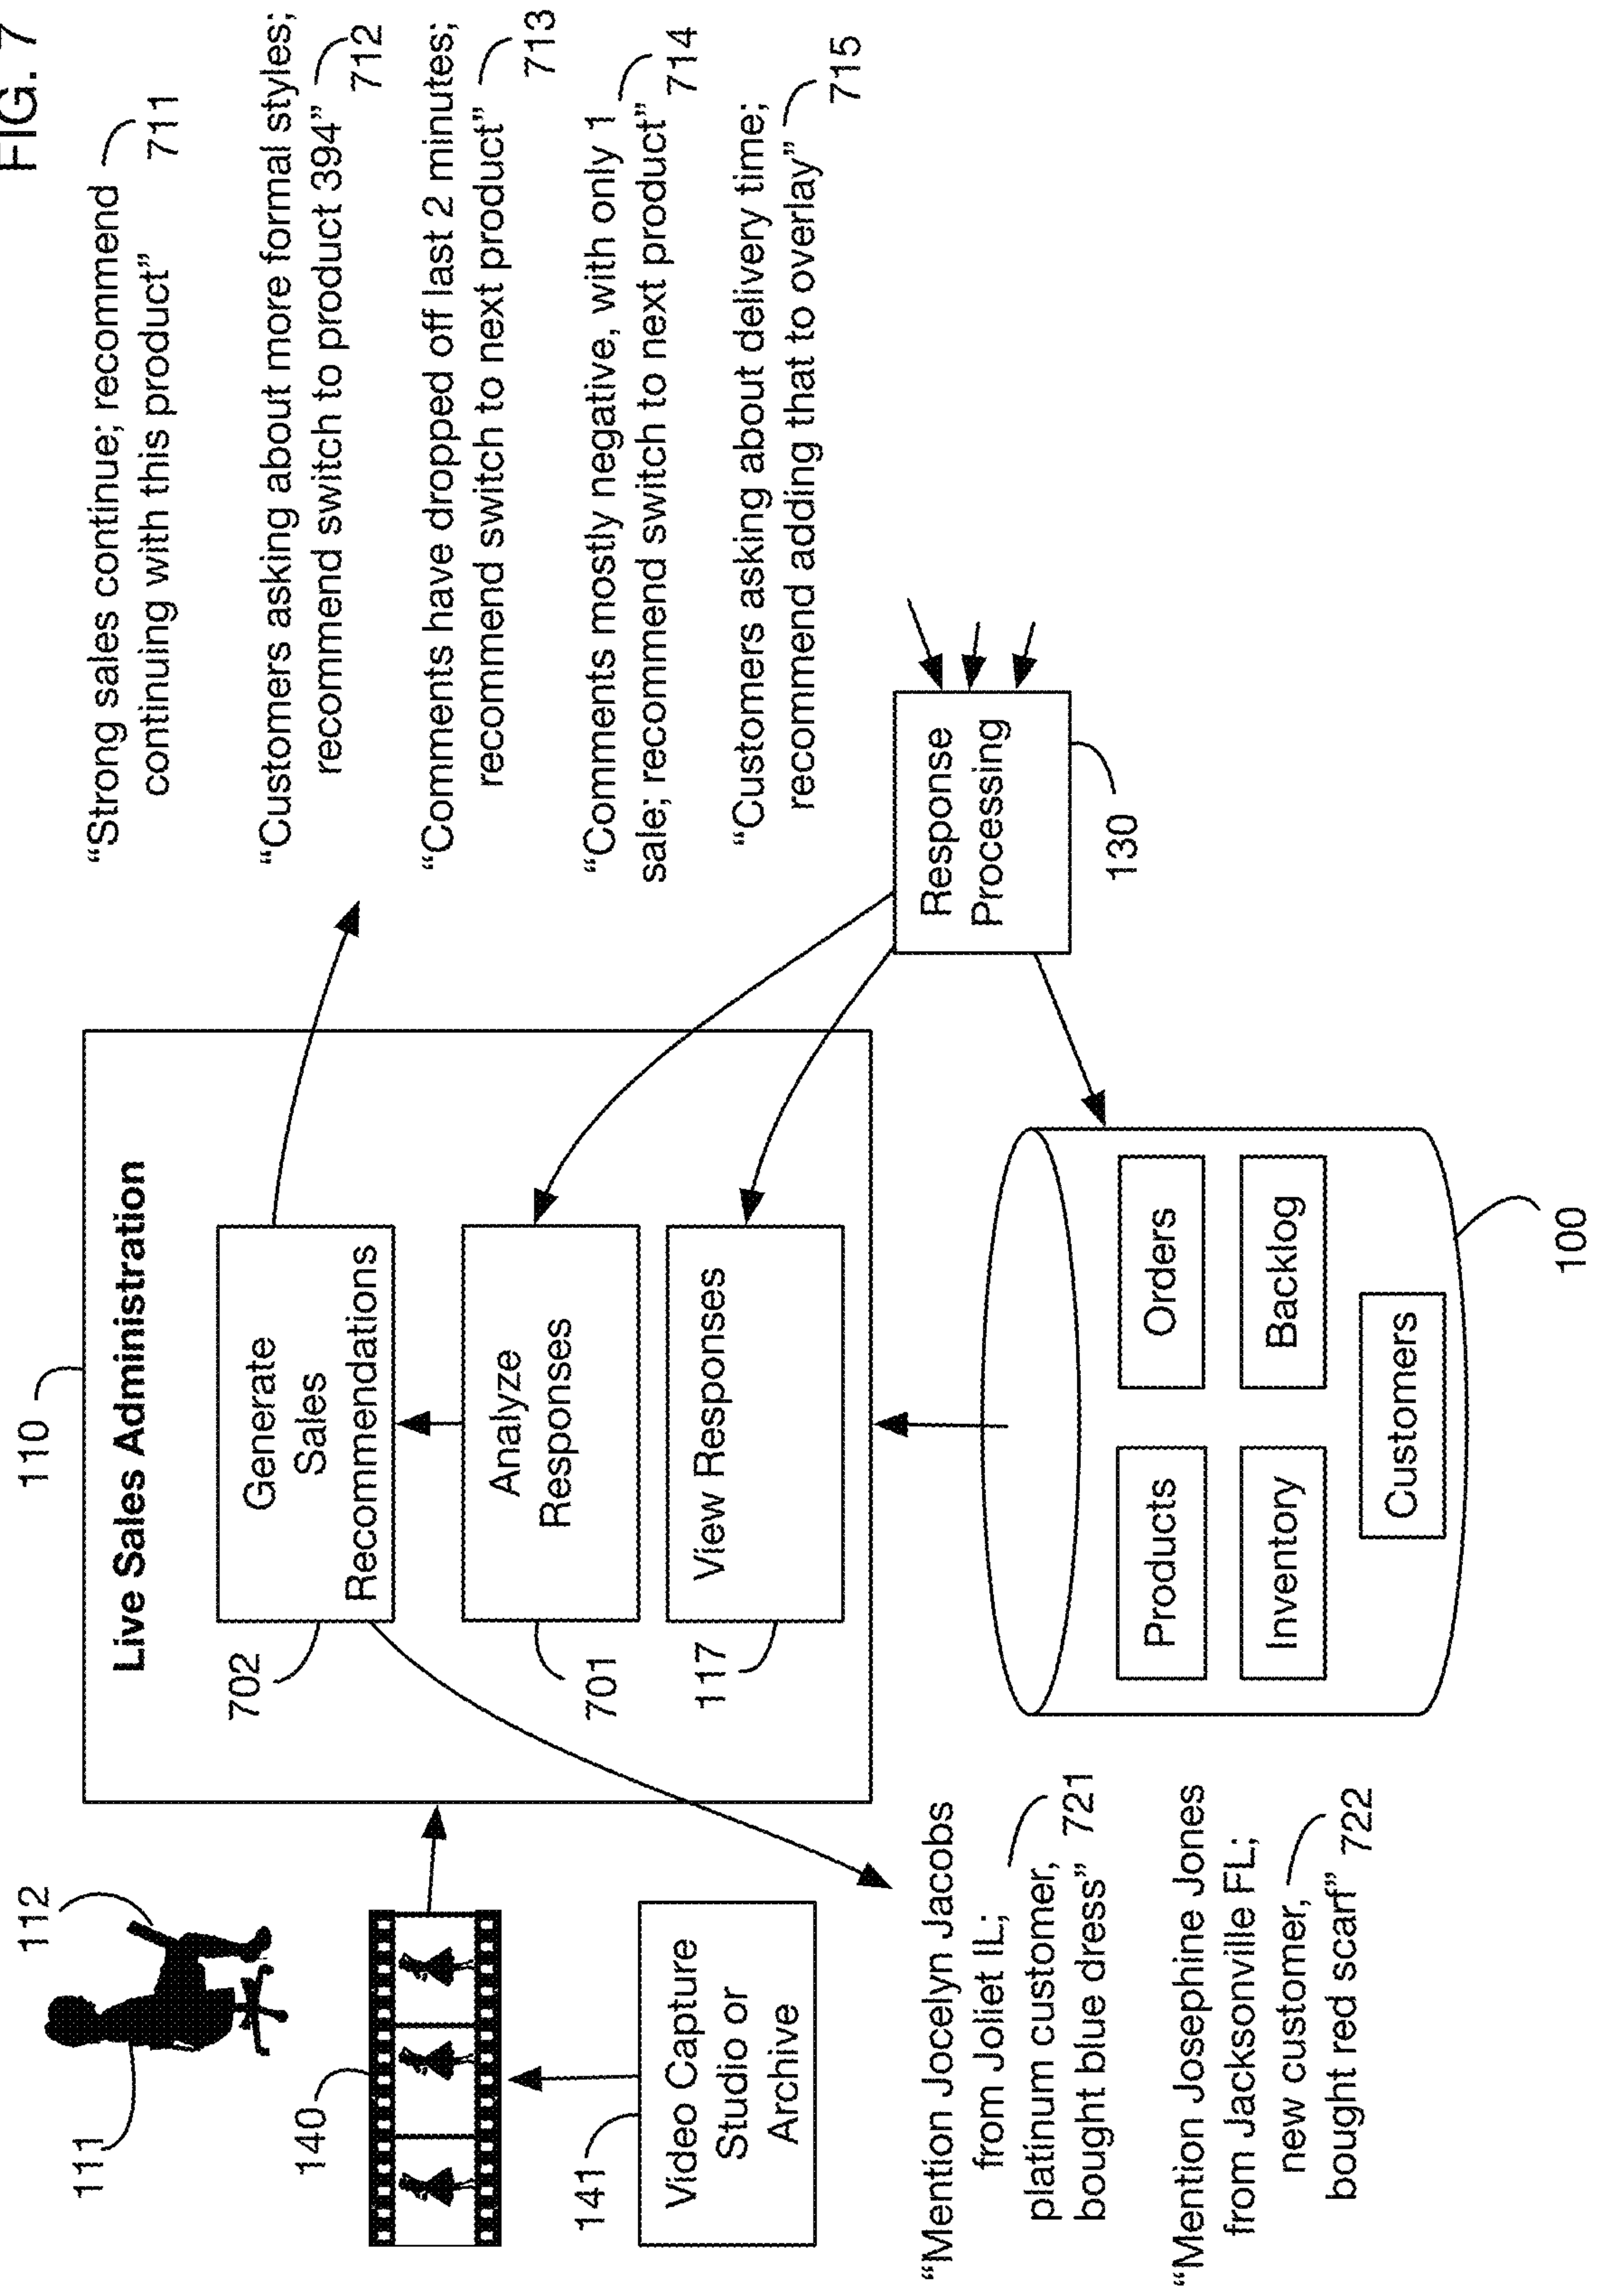 FIG. 7
110
Live Sales Administration
112
111
140
141
Video Capture
Studio or
Archive
702
Generate
Sales
Recommendations
701
Analyze
Responses
117
View Responses
“Strong sales continue; recommend
continuing with this product”
711
“Customers asking about more formal styles;
recommend switch to product 394”
712
“Comments have dropped off last 2 minutes;
recommend switch to next product”
713
“Comments mostly negative, with only 1
sale; recommend switch to next product”
714
“Customers asking about delivery time;
recommend adding that to overlay”
715
Response
Processing
130
“Mention Jocelyn Jacobs
from Joliet IL;
platinum customer,
bought blue dress”
721
“Mention Josephine Jones
from Jacksonville FL;
new customer,
bought red scarf”
722
Products
Orders
Inventory
Backlog
Customers
100